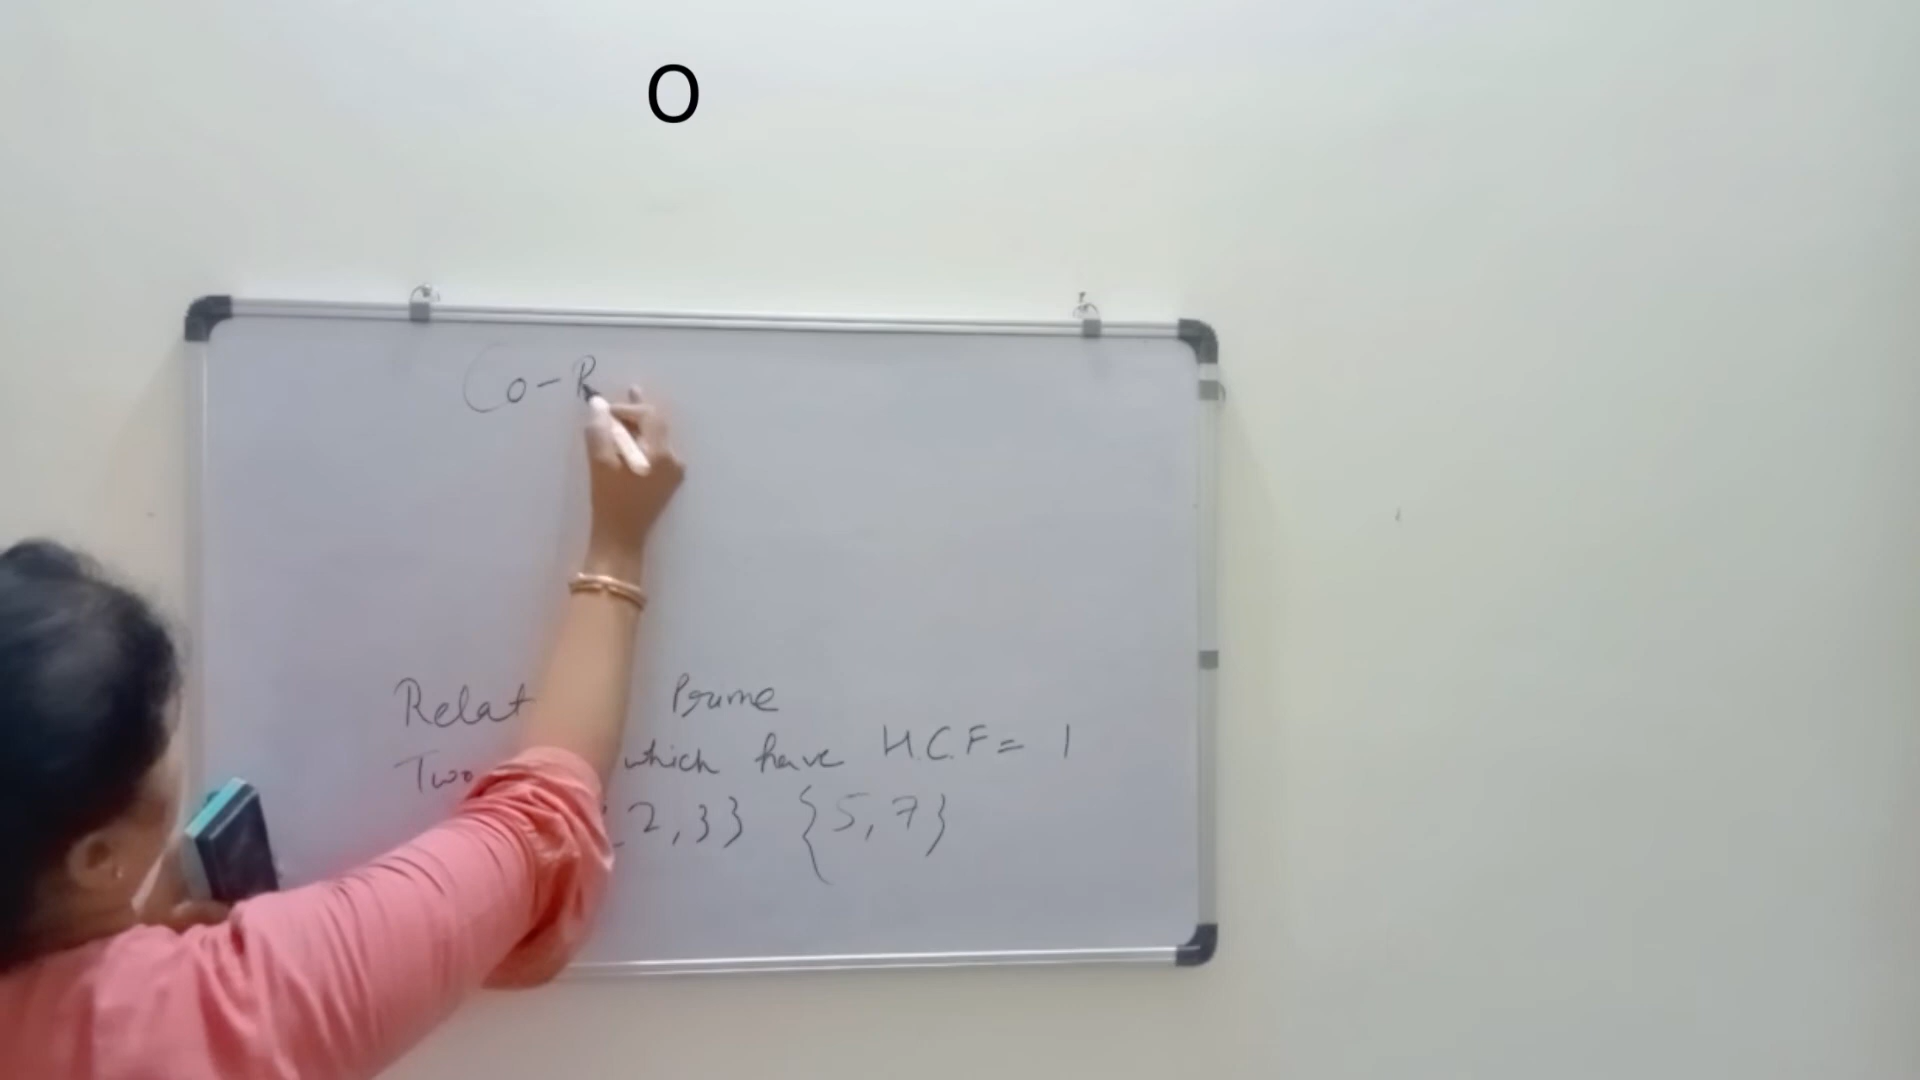 O
Co-P
Relat Prime
Two which have H.C.F = 1
2,3} {5,7}